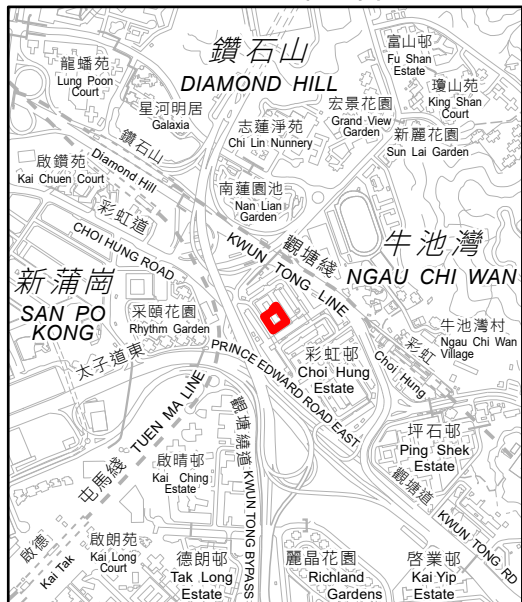 鑽石山
DIAMOND HILL
富山邨
Fu Shan
Estate
龍蟠苑
Lung Poon
Court
瓊山苑
King Shan
Court
星河明居
Galaxia
宏景花園
Grand View
Garden
志蓮淨苑
Chi Lin Nunnery
新麗花園
Sun Lai Garden
鑽石山
Diamond Hill
啟鑽苑
Kai Chuen Court
南蓮園池
Nan Lian
Garden
彩虹道
CHOI HUNG ROAD
觀塘綫
KWUN TONG LINE
牛池灣
NGAU CHI WAN
新蒲崗
SAN PO
KONG
采頤花園
Rhythm Garden
牛池灣村
Ngau Chi Wan
Village
彩虹
Choi Hung
彩虹邨
Choi Hung
Estate
太子道東
PRINCE EDWARD ROAD EAST
屯馬綫
TUEN MA LINE
坪石邨
Ping Shek
Estate
觀塘繞道
KWUN TONG BYPASS
啟晴邨
Kai Ching
Estate
觀塘道
KWUN TONG RD
啟德
Kai Tak
啟朗苑
Kai Long
Court
德朗邨
Tak Long
Estate
麗晶花園
Richland
Gardens
啓業邨
Kai Yip
Estate